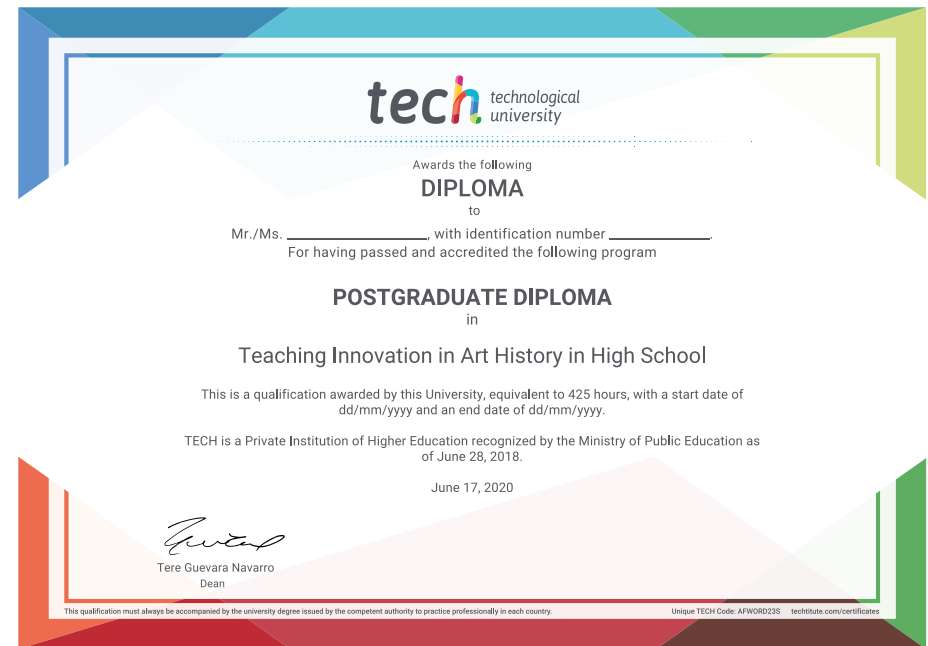 tech technological
university
Awards the following
DIPLOMA
to
Mr./Ms. ____________________, with identification number ______________.
For having passed and accredited the following program
POSTGRADUATE DIPLOMA
in
Teaching Innovation in Art History in High School
This is a qualification awarded by this University, equivalent to 425 hours, with a start date of
dd/mm/yyyy and an end date of dd/mm/yyyy.
TECH is a Private Institution of Higher Education recognized by the Ministry of Public Education as
of June 28, 2018.
June 17, 2020
Tere Guevara Navarro
Dean
This qualification must always be accompanied by the university degree issued by the competent authority to practice professionally in each country. Unique TECH Code: AFWORD23S techtitute.com/certificates